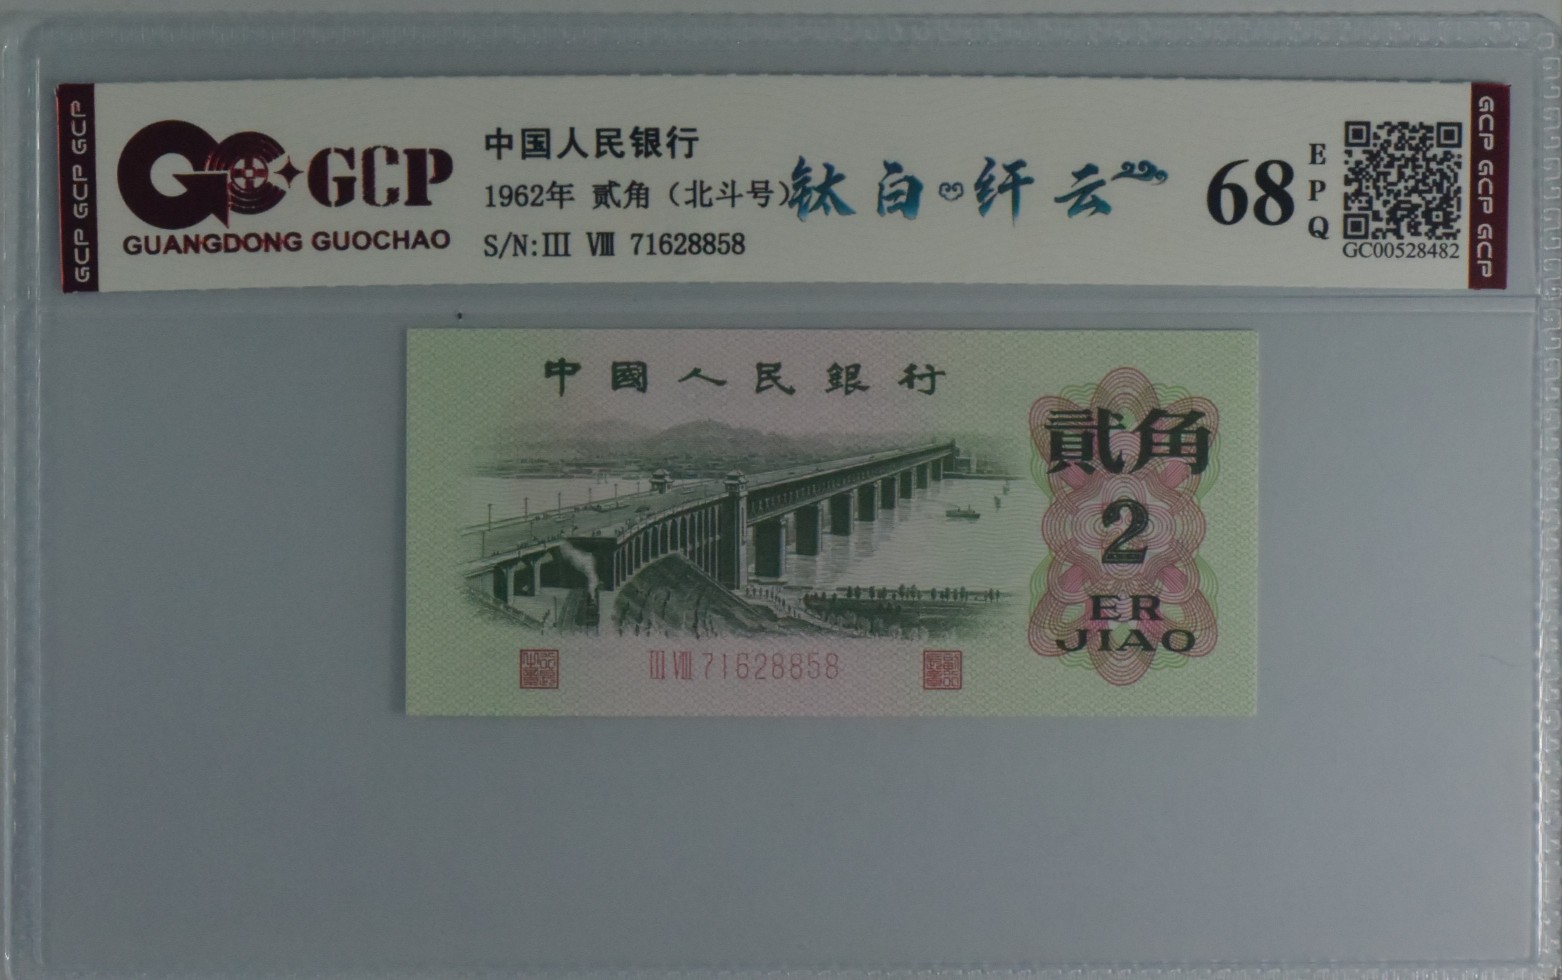 GCP GCP GCP
GCP
GUANGDONG GUOCHAO
中国人民银行
1962年 贰角（北斗号）
钛白 纤云
S/N:III VIII 71628858
68
EPQ
GC00528482
GCP GCP GCP
中國人民銀行
貳角
2
ER
JIAO
III VIII 71628858